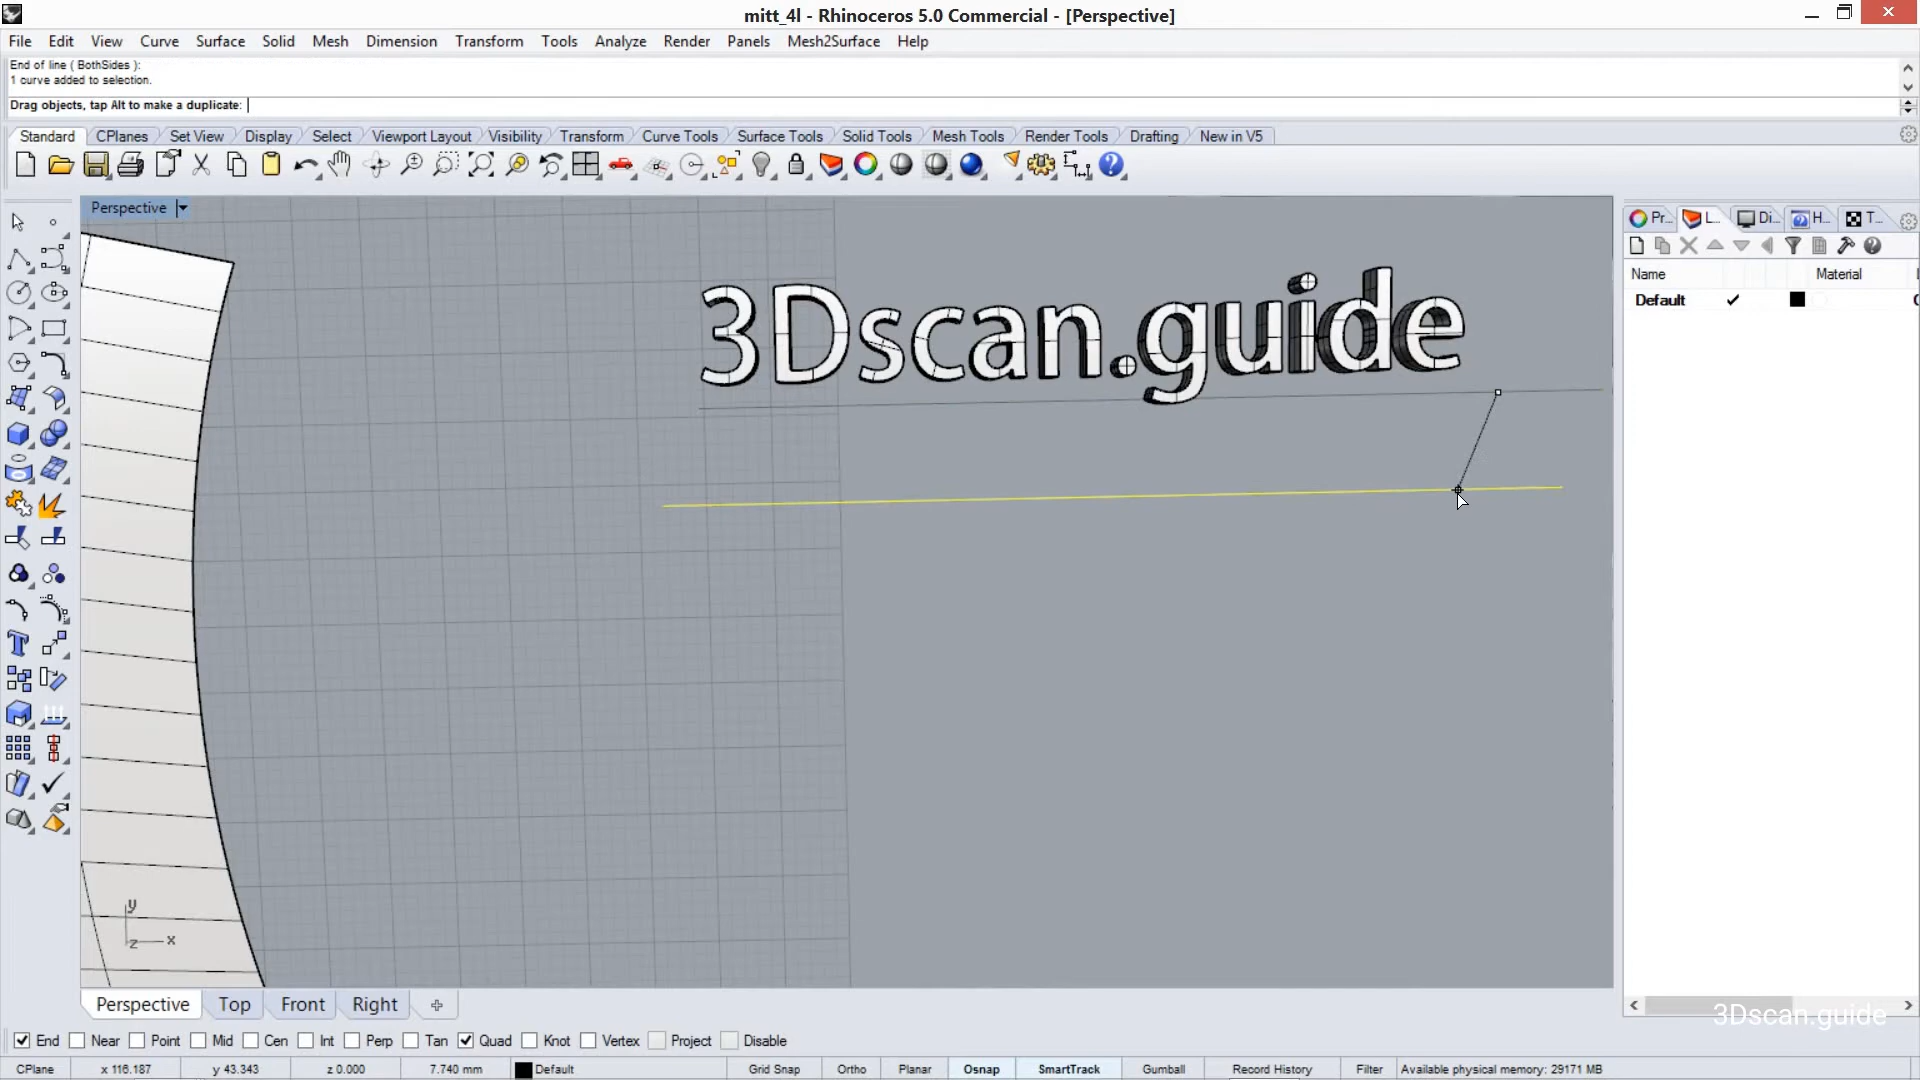 mitt_4l - Rhinoceros 5.0 Commercial - [Perspective]
File Edit View Curve Surface Solid Mesh Dimension Transform Tools Analyze Render Panels Mesh2Surface Help
End of line ( BothSides ):
1 curve added to selection.
Drag objects, tap Alt to make a duplicate:
Standard CPlanes Set View Display Select Viewport Layout Visibility Transform Curve Tools Surface Tools Solid Tools Mesh Tools Render Tools Drafting New in V5
Perspective
Pr... L... Di... H... T...
Name Material
Default
3Dscan.guide
y
z x
Perspective Top Front Right
3Dscan.guide
End Near Point Mid Cen Int Perp Tan Quad Knot Vertex Project Disable
CPlane x 116.187 y 43.343 z 0.000 7.740 mm Default Grid Snap Ortho Planar Osnap SmartTrack Gumball Record History Filter Available physical memory: 29171 MB